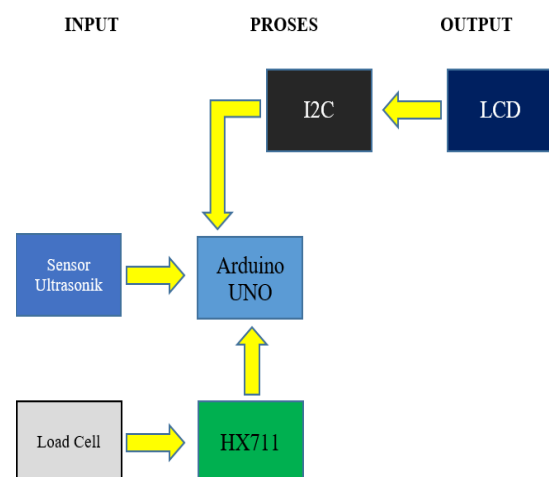 INPUT PROSES OUTPUT
I2C
LCD
Sensor
Ultrasonik
Arduino
UNO
Load Cell
HX711